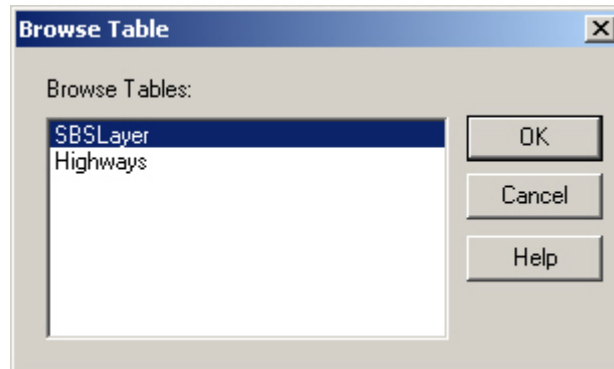 Browse Table
Browse Tables:
SBSLayer
Highways
OK
Cancel
Help